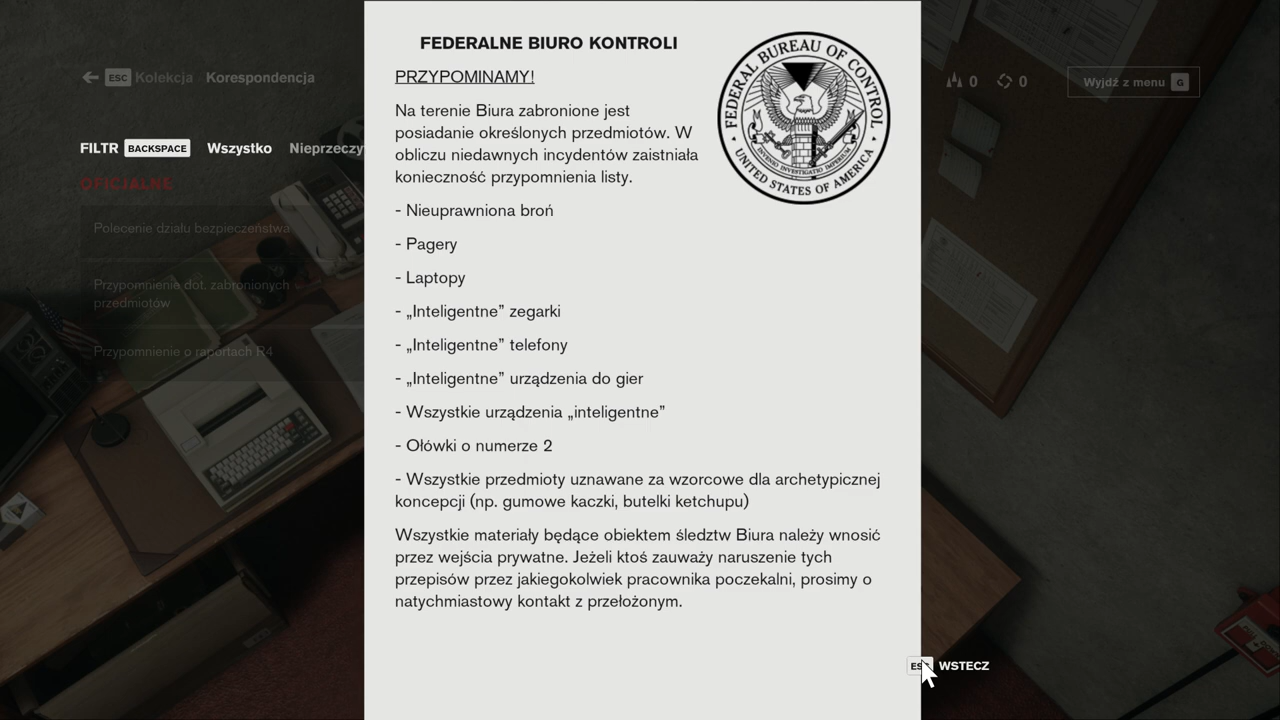 FEDERALNE BIURO KONTROLI
PRZYPOMINAMY!
Na terenie Biura zabronione jest
posiadanie określonych przedmiotów. W
obliczu niedawnych incydentów zaistniała
konieczność przypomnienia listy.
- Nieuprawniona broń
- Pagery
- Laptopy
- „Inteligentne” zegarki
- „Inteligentne” telefony
- „Inteligentne” urządzenia do gier
- Wszystkie urządzenia „inteligentne”
- Ołówki o numerze 2
- Wszystkie przedmioty uznawane za wzorcowe dla archetypicznej
koncepcji (np. gumowe kaczki, butelki ketchupu)
Wszystkie materiały będące obiektem śledztw Biura należy wnosić
przez wejścia prywatne. Jeżeli ktoś zauważy naruszenie tych
przepisów przez jakiegokolwiek pracownika poczekalni, prosimy o
natychmiastowy kontakt z przełożonym.
FEDERAL BUREAU OF CONTROL
INVENIO INVESTIGATIO IMPERIUM
UNITED STATES OF AMERICA
ESC Kolekcja Korespondencja
0 0
Wyjdź z menu G
FILTR BACKSPACE Wszystko Nieprzeczy
OFICJALNE
Polecenie działu bezpieczeństwa
Przypomnienie dot. zabronionych
przedmiotów
Przypomnienie o raportach R4
ESC WSTECZ